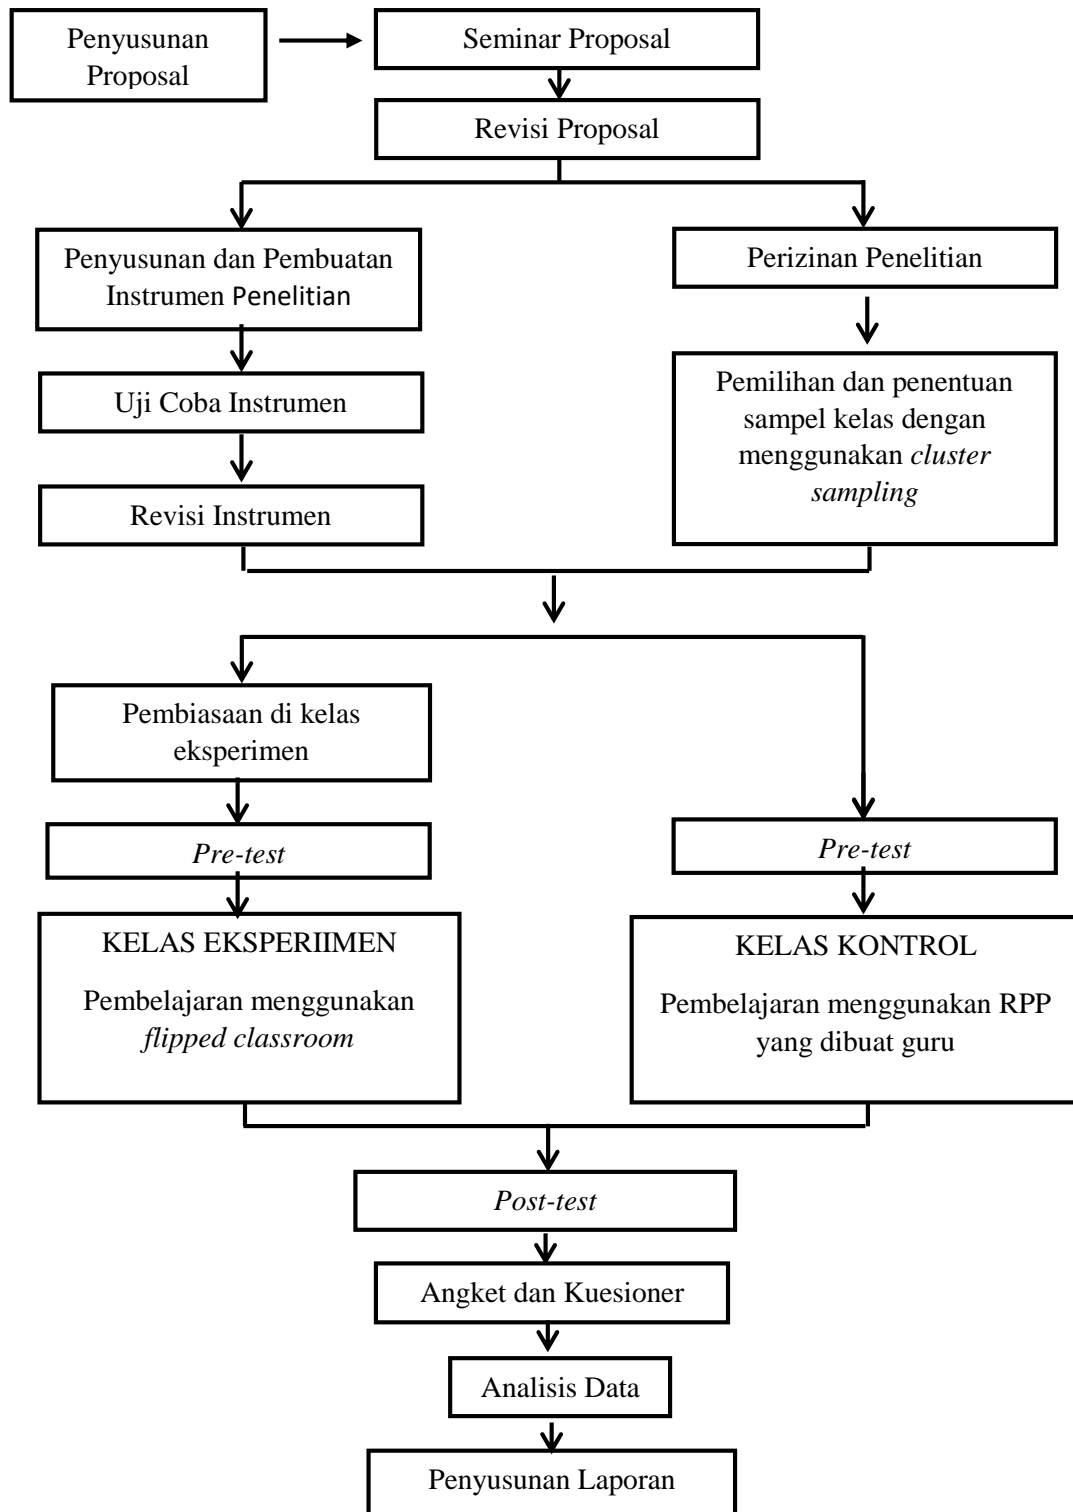 Penyusunan
Proposal
Seminar Proposal
Revisi Proposal
Penyusunan dan Pembuatan
Instrumen Penelitian
Perizinan Penelitian
Uji Coba Instrumen
Pemilihan dan penentuan
sampel kelas dengan
menggunakan cluster
sampling
Revisi Instrumen
Pembiasaan di kelas
eksperimen
Pre-test
Pre-test
KELAS EKSPERIIMEN
Pembelajaran menggunakan
flipped classroom
KELAS KONTROL
Pembelajaran menggunakan RPP
yang dibuat guru
Post-test
Angket dan Kuesioner
Analisis Data
Penyusunan Laporan